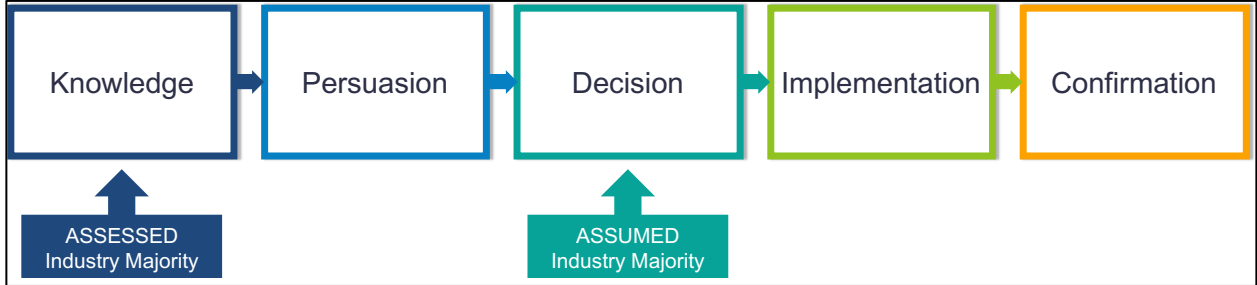 Knowledge
Persuasion
Decision
Implementation
Confirmation
ASSESSED
Industry Majority
ASSUMED
Industry Majority